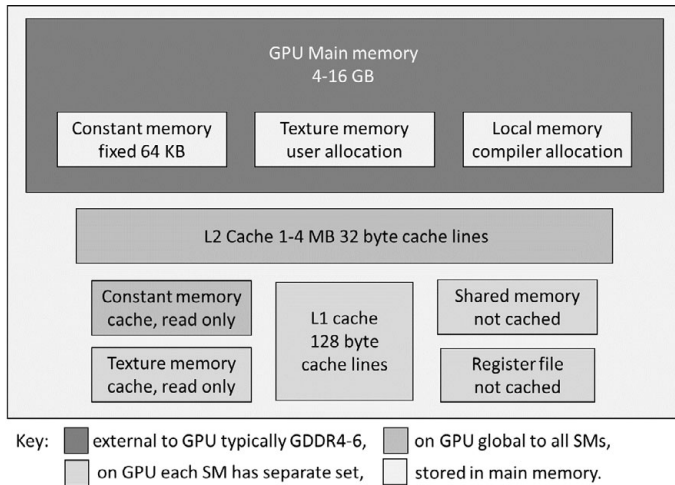 GPU Main memory
4-16 GB
Constant memory
fixed 64 KB
Texture memory
user allocation
Local memory
compiler allocation
L2 Cache 1-4 MB 32 byte cache lines
Constant memory
cache, read only
Texture memory
cache, read only
L1 cache
128 byte
cache lines
Shared memory
not cached
Register file
not cached
Key: external to GPU typically GDDR4-6, on GPU global to all SMs,
on GPU each SM has separate set, stored in main memory.